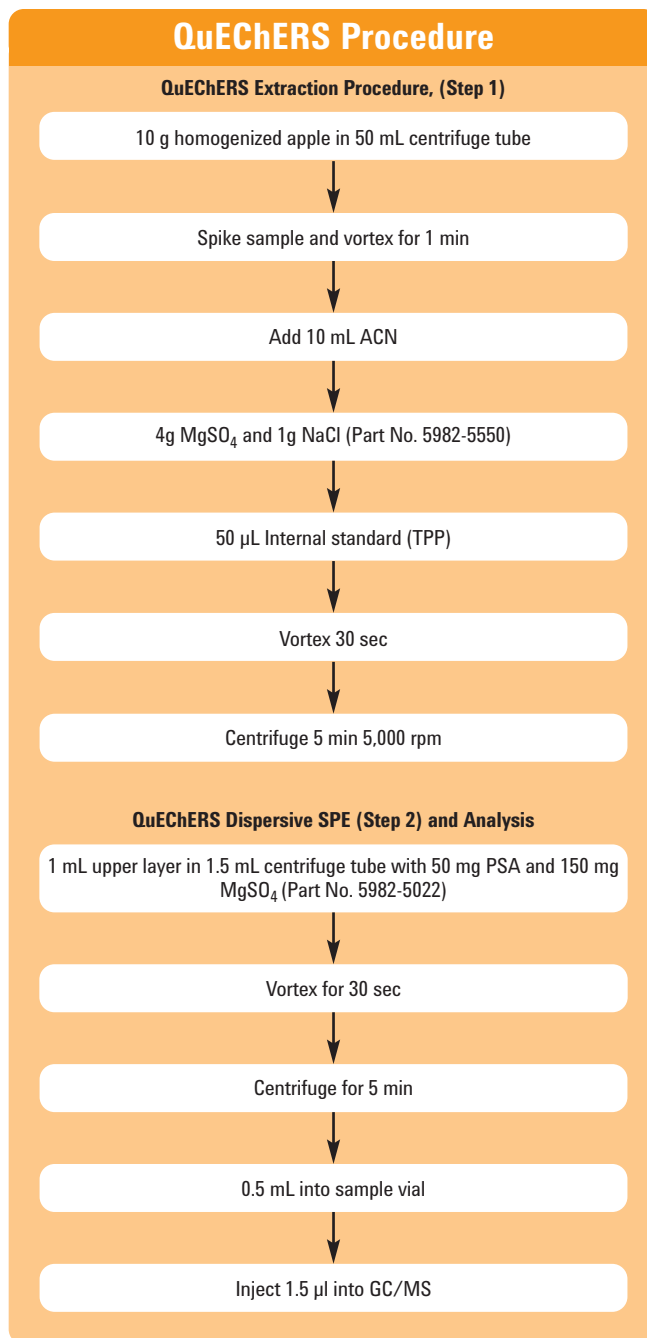 QuEChERS Procedure
QuEChERS Extraction Procedure, (Step 1)
10 g homogenized apple in 50 mL centrifuge tube
Spike sample and vortex for 1 min
Add 10 mL ACN
4g MgSO₄ and 1g NaCl (Part No. 5982-5550)
50 µL Internal standard (TPP)
Vortex 30 sec
Centrifuge 5 min 5,000 rpm
QuEChERS Dispersive SPE (Step 2) and Analysis
1 mL upper layer in 1.5 mL centrifuge tube with 50 mg PSA and 150 mg
MgSO₄ (Part No. 5982-5022)
Vortex for 30 sec
Centrifuge for 5 min
0.5 mL into sample vial
Inject 1.5 µl into GC/MS